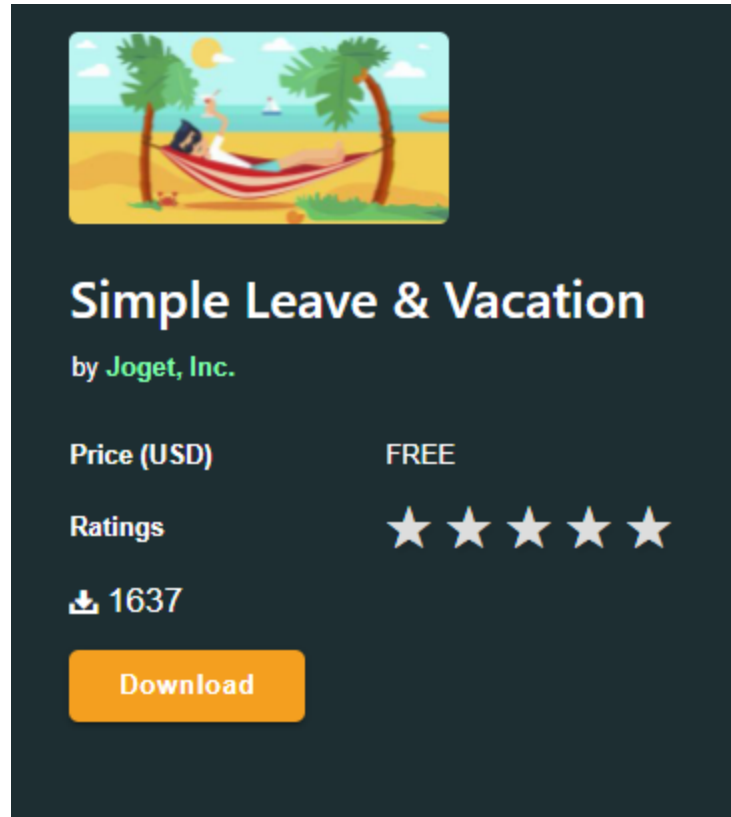 Simple Leave & Vacation
by Joget, Inc.
Price (USD) FREE
Ratings
1637
Download